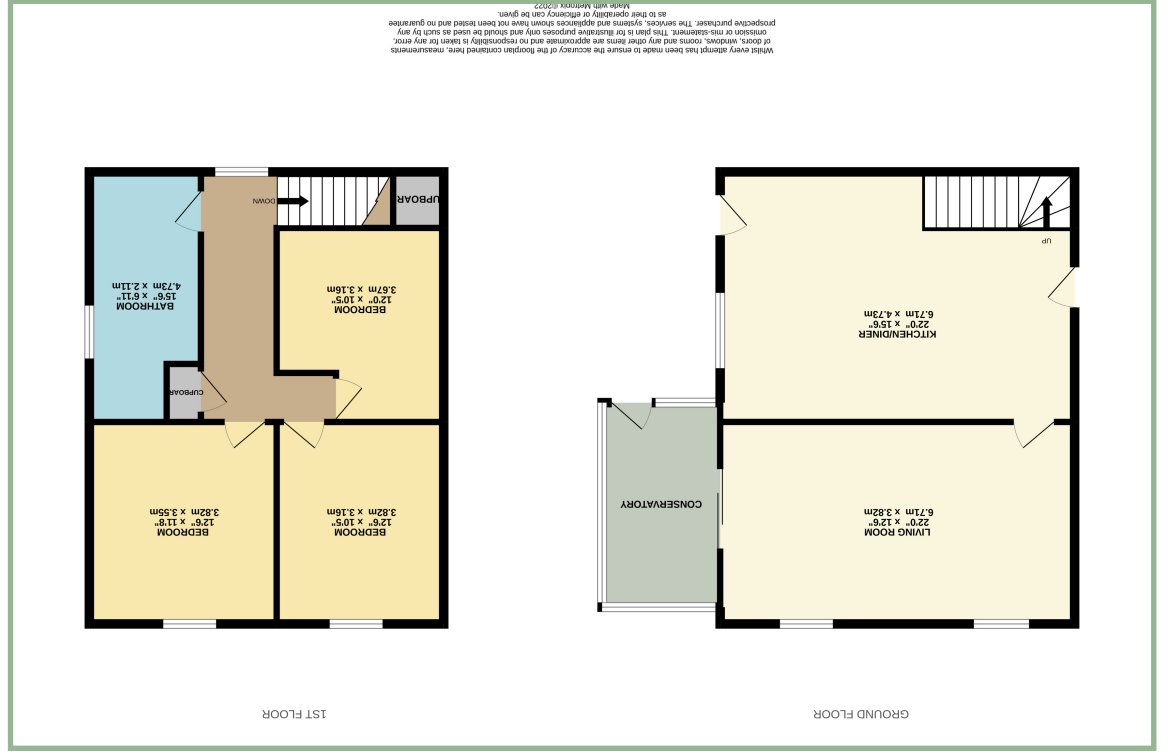 GROUND FLOOR
1ST FLOOR
LIVING ROOM
22'0" x 12'6"
6.71m x 3.82m
CONSERVATORY
KITCHEN/DINER
22'0" x 15'6"
6.71m x 4.73m
UP
BEDROOM
12'6" x 10'5"
3.82m x 3.16m
BEDROOM
12'6" x 11'8"
3.82m x 3.55m
CUPBOAR
BEDROOM
12'0" x 10'5"
3.67m x 3.16m
BATHROOM
15'6" x 6'11"
4.73m x 2.11m
UPBOAR
DOWN
Whilst every attempt has been made to ensure the accuracy of the floorplan contained here, measurements
of doors, windows, rooms and any other items are approximate and no responsibility is taken for any error,
omission or mis-statement. This plan is for illustrative purposes only and should be used as such by any
prospective purchaser. The services, systems and appliances shown have not been tested and no guarantee
as to their operability or efficiency can be given.
Made with Metropix ©2022